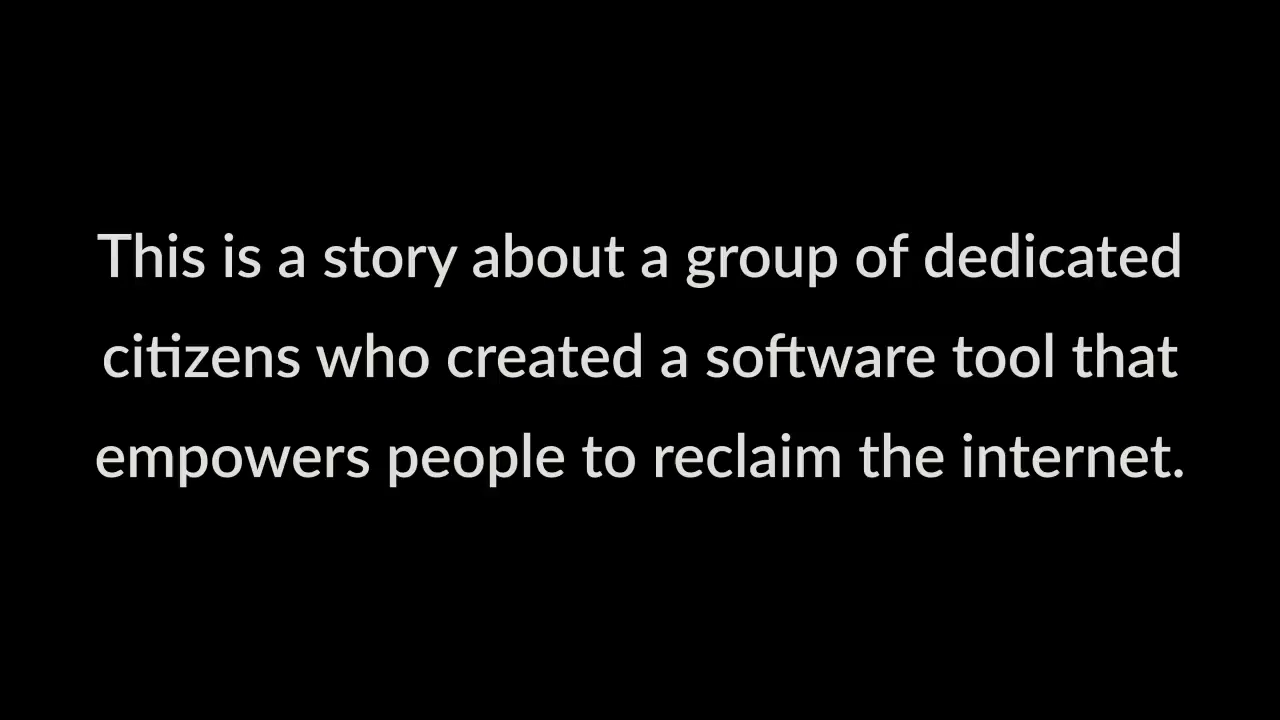 This is a story about a group of dedicated
citizens who created a software tool that
empowers people to reclaim the internet.